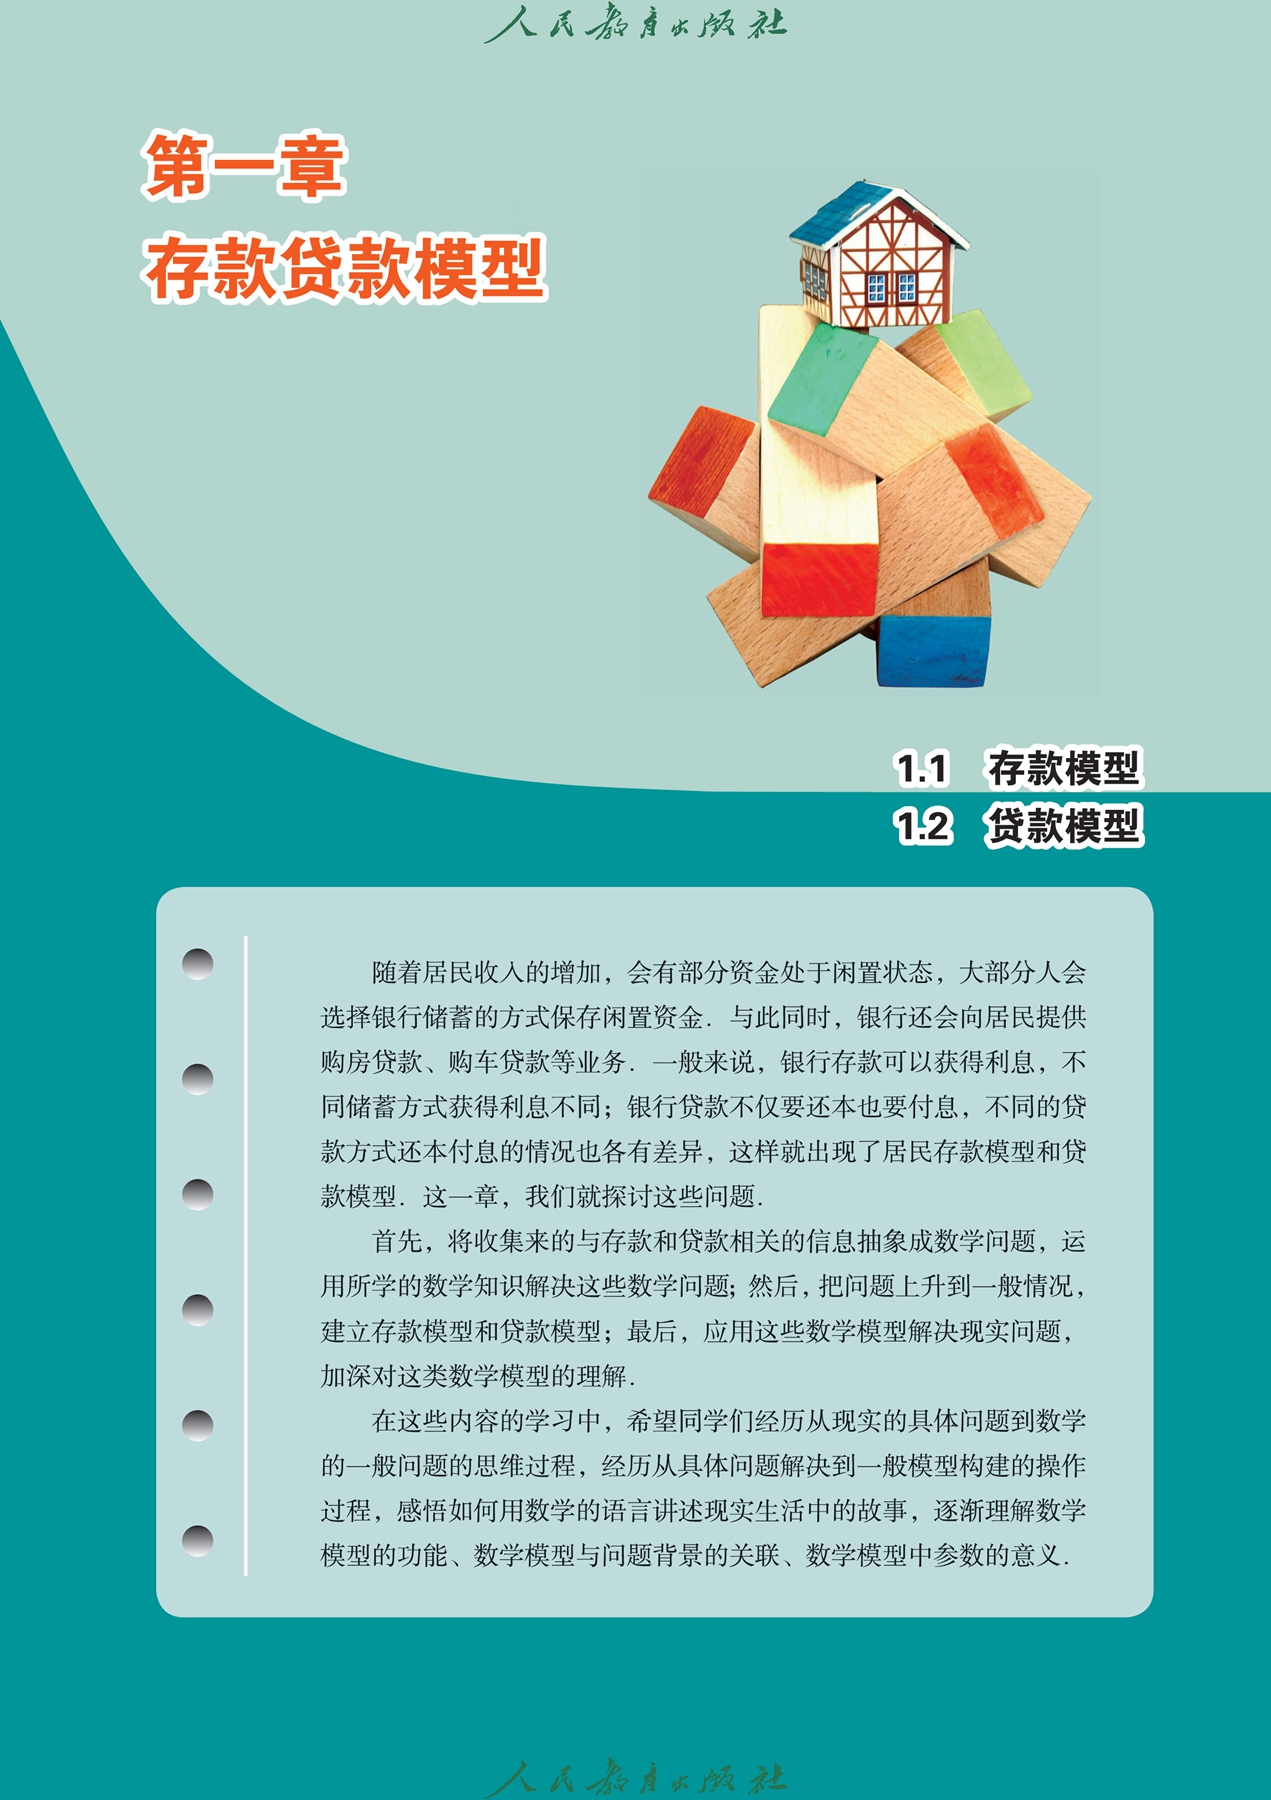 人民教育出版社
第一章
存款贷款模型
1.1 存款模型
1.2 贷款模型
随着居民收入的增加，会有部分资金处于闲置状态，大部分人会
选择银行储蓄的方式保存闲置资金．与此同时，银行还会向居民提供
购房贷款、购车贷款等业务．一般来说，银行存款可以获得利息，不
同储蓄方式获得利息不同；银行贷款不仅要还本也要付息，不同的贷
款方式还本付息的情况也各有差异，这样就出现了居民存款模型和贷
款模型．这一章，我们就探讨这些问题．
首先，将收集来的与存款和贷款相关的信息抽象成数学问题，运
用所学的数学知识解决这些数学问题；然后，把问题上升到一般情况，
建立存款模型和贷款模型；最后，应用这些数学模型解决现实问题，
加深对这类数学模型的理解．
在这些内容的学习中，希望同学们经历从现实的具体问题到数学
的一般问题的思维过程，经历从具体问题解决到一般模型构建的操作
过程，感悟如何用数学的语言讲述现实生活中的故事，逐渐理解数学
模型的功能、数学模型与问题背景的关联、数学模型中参数的意义．
人民教育出版社